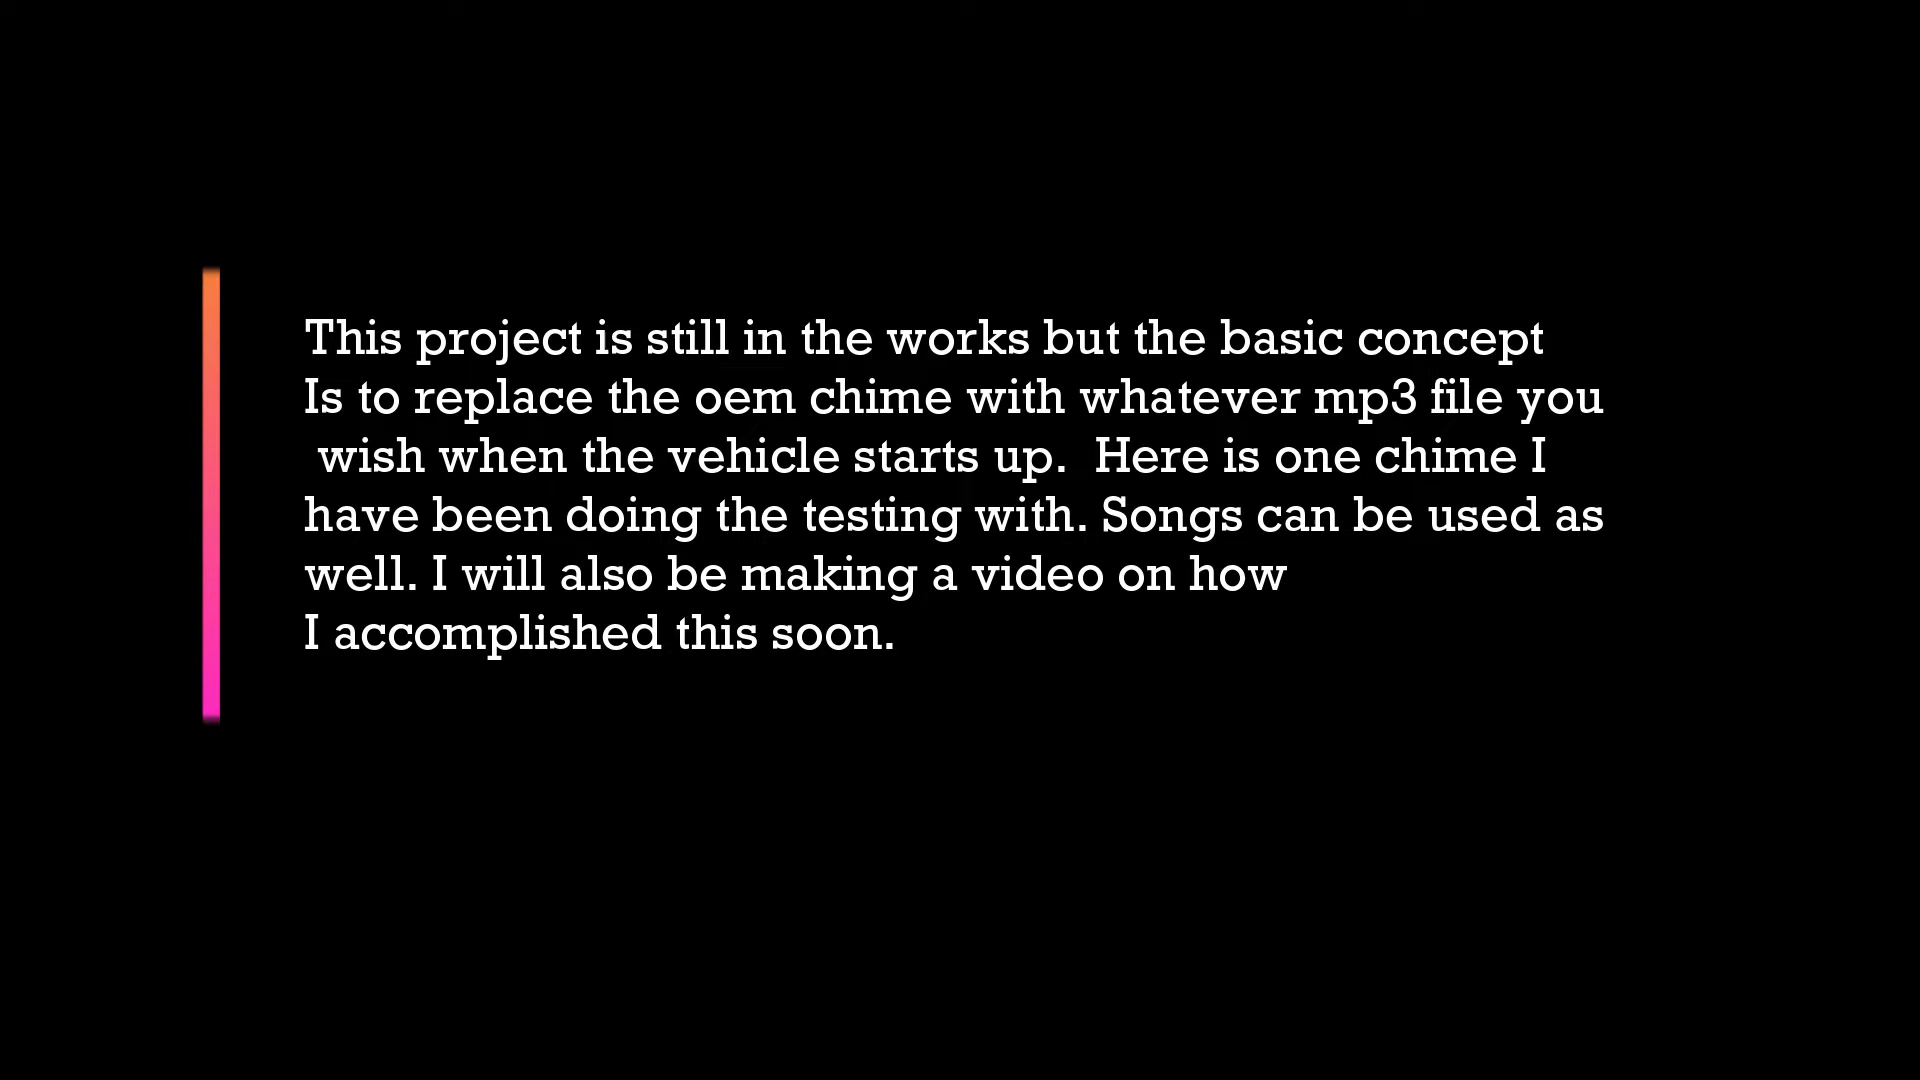 This project is still in the works but the basic concept
Is to replace the oem chime with whatever mp3 file you
wish when the vehicle starts up.  Here is one chime I
have been doing the testing with. Songs can be used as
well. I will also be making a video on how
I accomplished this soon.